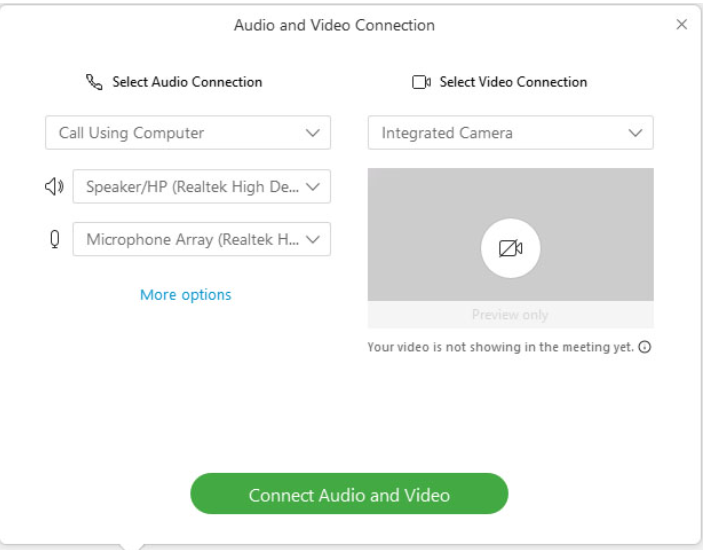 Audio and Video Connection
Select Audio Connection
Call Using Computer
Speaker/HP (Realtek High De...
Microphone Array (Realtek H...
More options
Select Video Connection
Integrated Camera
Preview only
Your video is not showing in the meeting yet.
Connect Audio and Video